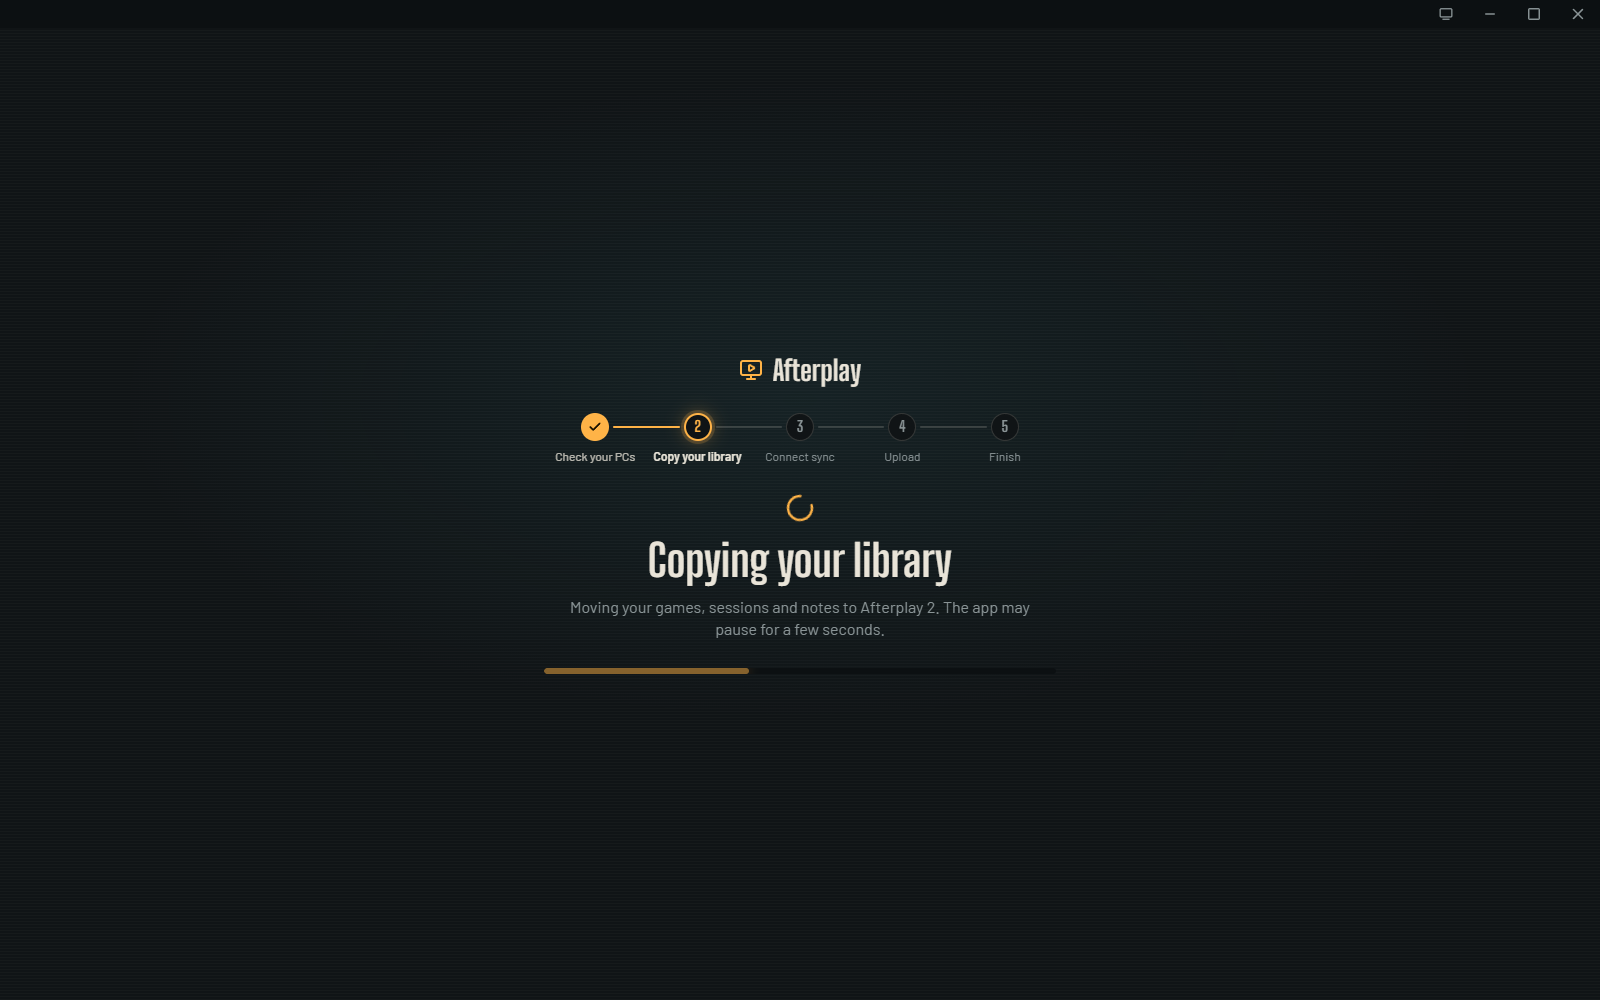 Afterplay
2
3
4
5
Check your PCs
Copy your library
Connect sync
Upload
Finish
Copying your library
Moving your games, sessions and notes to Afterplay 2. The app may
pause for a few seconds.